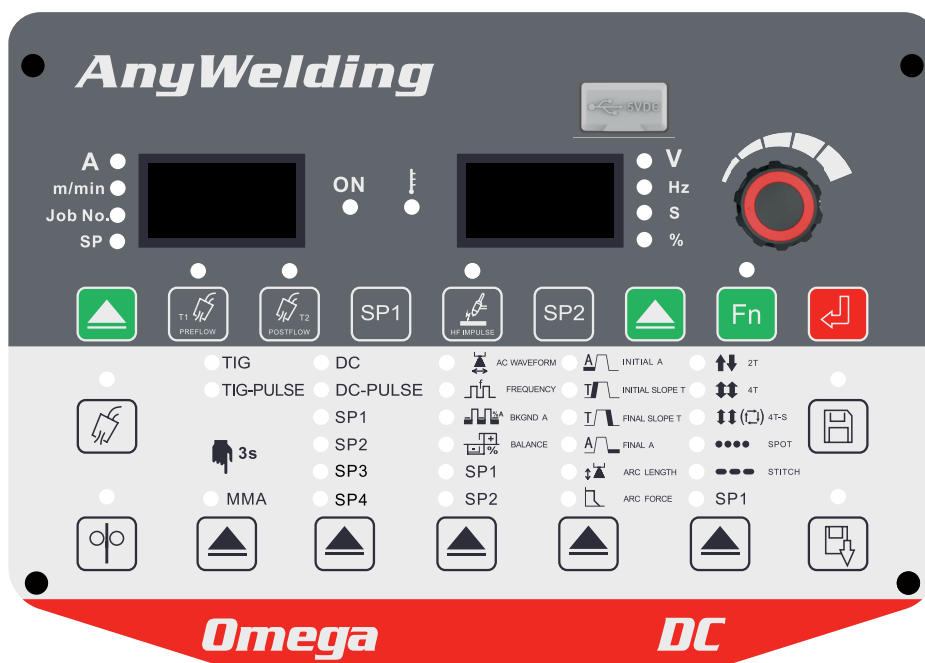 AnyWelding
5VDC
A
m/min
Job No.
SP
ON
V
Hz
S
%
T1
PREFLOW
T2
POSTFLOW
SP1
HF IMPULSE
SP2
Fn
TIG
TIG-PULSE
3s
MMA
DC
DC-PULSE
SP1
SP2
SP3
SP4
AC WAVEFORM
f
FREQUENCY
%A
BKGND A
+
-
%
BALANCE
SP1
SP2
A
INITIAL A
T
INITIAL SLOPE T
T
FINAL SLOPE T
A
FINAL A
ARC LENGTH
ARC FORCE
2T
4T
4T-S
SPOT
STITCH
SP1
Omega
DC